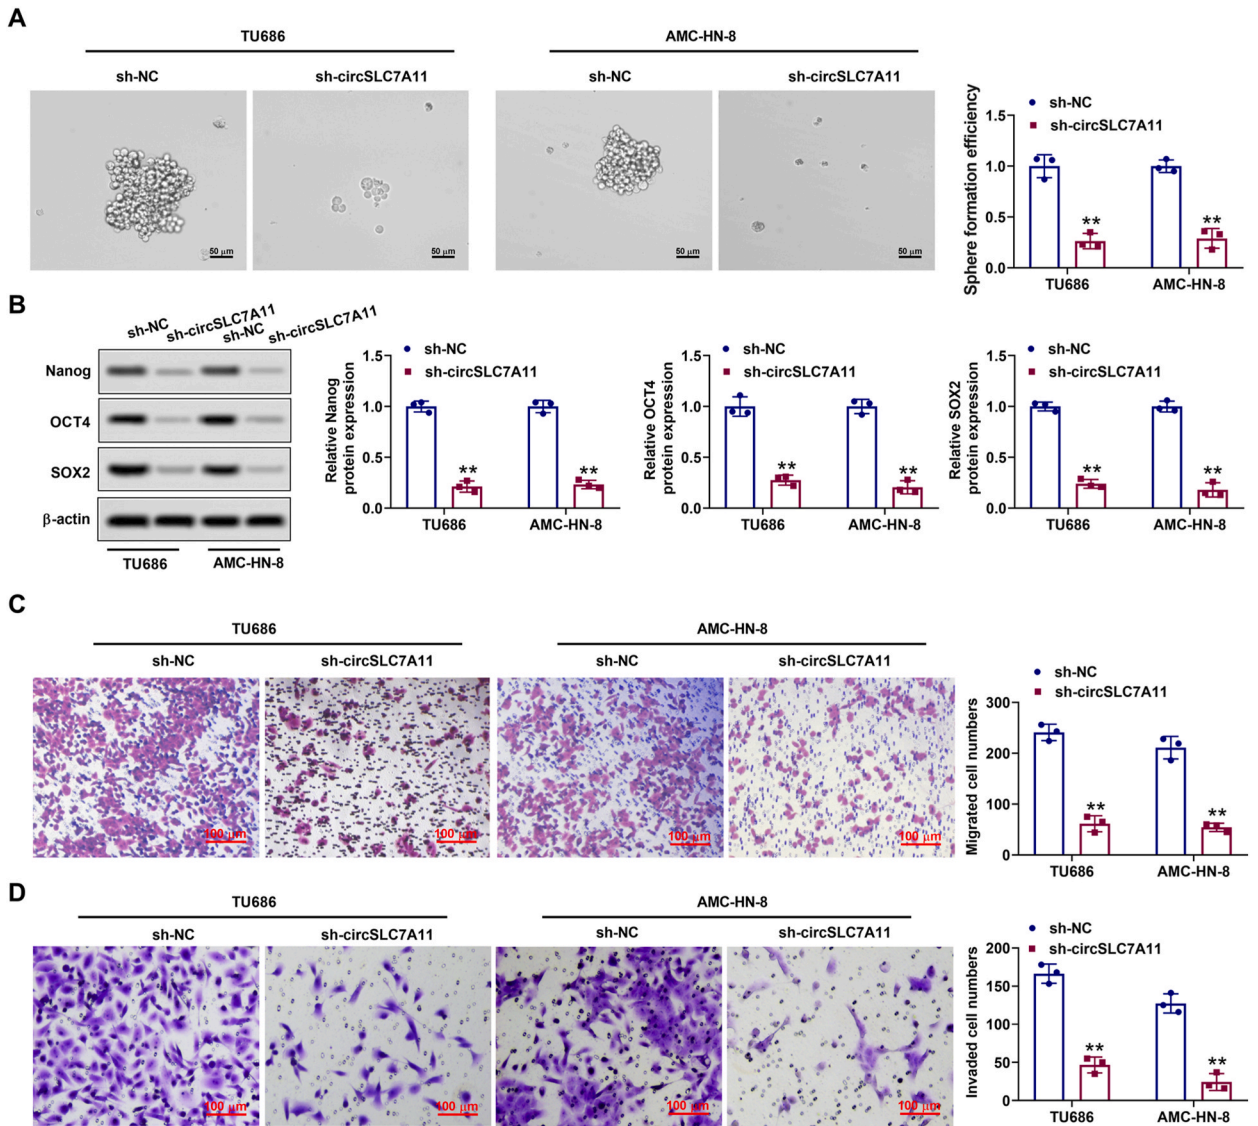 A
TU686
AMC-HN-8
sh-NC
sh-circSLC7A11
sh-NC
sh-circSLC7A11
50 μm
50 μm
50 μm
50 μm
Sphere formation efficiency
sh-NC
sh-circSLC7A11
1.5
1.0
0.5
0.0
**
**
TU686
AMC-HN-8
B
sh-NC
sh-circSLC7A11
sh-NC
sh-circSLC7A11
Nanog
OCT4
SOX2
β-actin
TU686
AMC-HN-8
Relative Nanog
protein expression
sh-NC
sh-circSLC7A11
1.5
1.0
0.5
0.0
**
**
TU686
AMC-HN-8
Relative OCT4
protein expression
sh-NC
sh-circSLC7A11
1.5
1.0
0.5
0.0
**
**
TU686
AMC-HN-8
Relative SOX2
protein expression
sh-NC
sh-circSLC7A11
1.5
1.0
0.5
0.0
**
**
TU686
AMC-HN-8
C
TU686
AMC-HN-8
sh-NC
sh-circSLC7A11
sh-NC
sh-circSLC7A11
100 μm
100 μm
100 μm
100 μm
Migrated cell numbers
sh-NC
sh-circSLC7A11
300
200
100
0
**
**
TU686
AMC-HN-8
D
TU686
AMC-HN-8
sh-NC
sh-circSLC7A11
sh-NC
sh-circSLC7A11
100 μm
100 μm
100 μm
100 μm
Invaded cell numbers
sh-NC
sh-circSLC7A11
200
150
100
50
0
**
**
TU686
AMC-HN-8